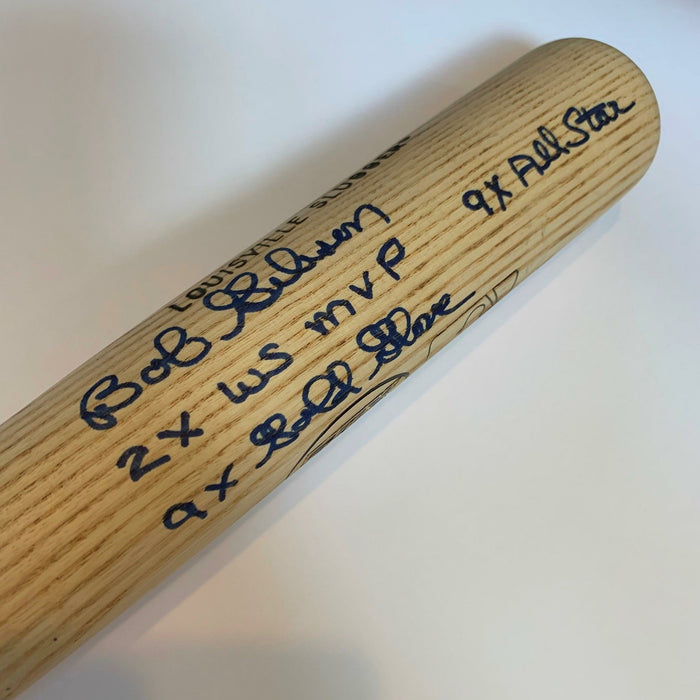 LOUISVILLE SLUGGER
Bob Gibson
2X WS MVP
9X Gold Glove
9X All Star